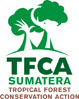 TFCA
SUMATERA
TROPICAL FOREST
CONSERVATION ACTION